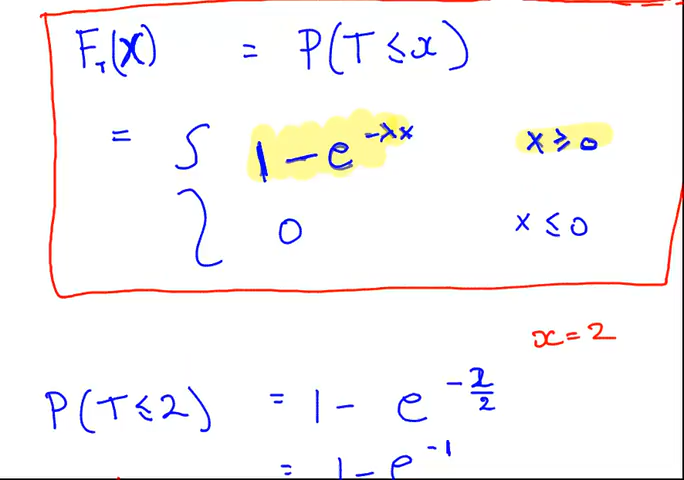 F_T(x) = P(T ≤ x)
= { 1 - e^{-λx} x ≥ 0
0 x ≤ 0
x = 2
P(T ≤ 2) = 1 - e^{-2/2}
= 1 - e^{-1}